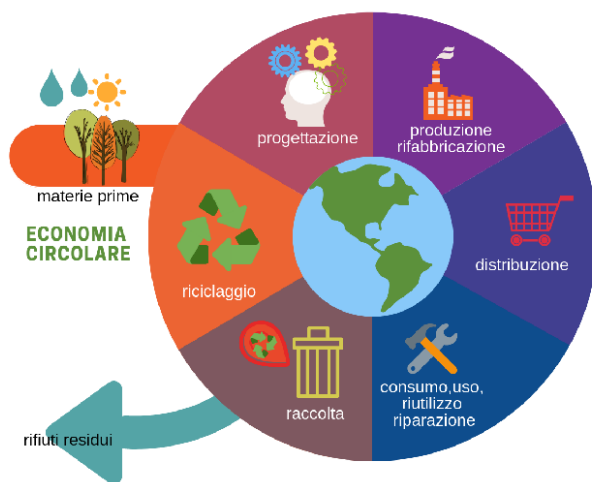 progettazione
produzione
rifabbricazione
materie prime
ECONOMIA
CIRCOLARE
distribuzione
riciclaggio
consumo,uso,
riutilizzo
riparazione
raccolta
rifiuti residui